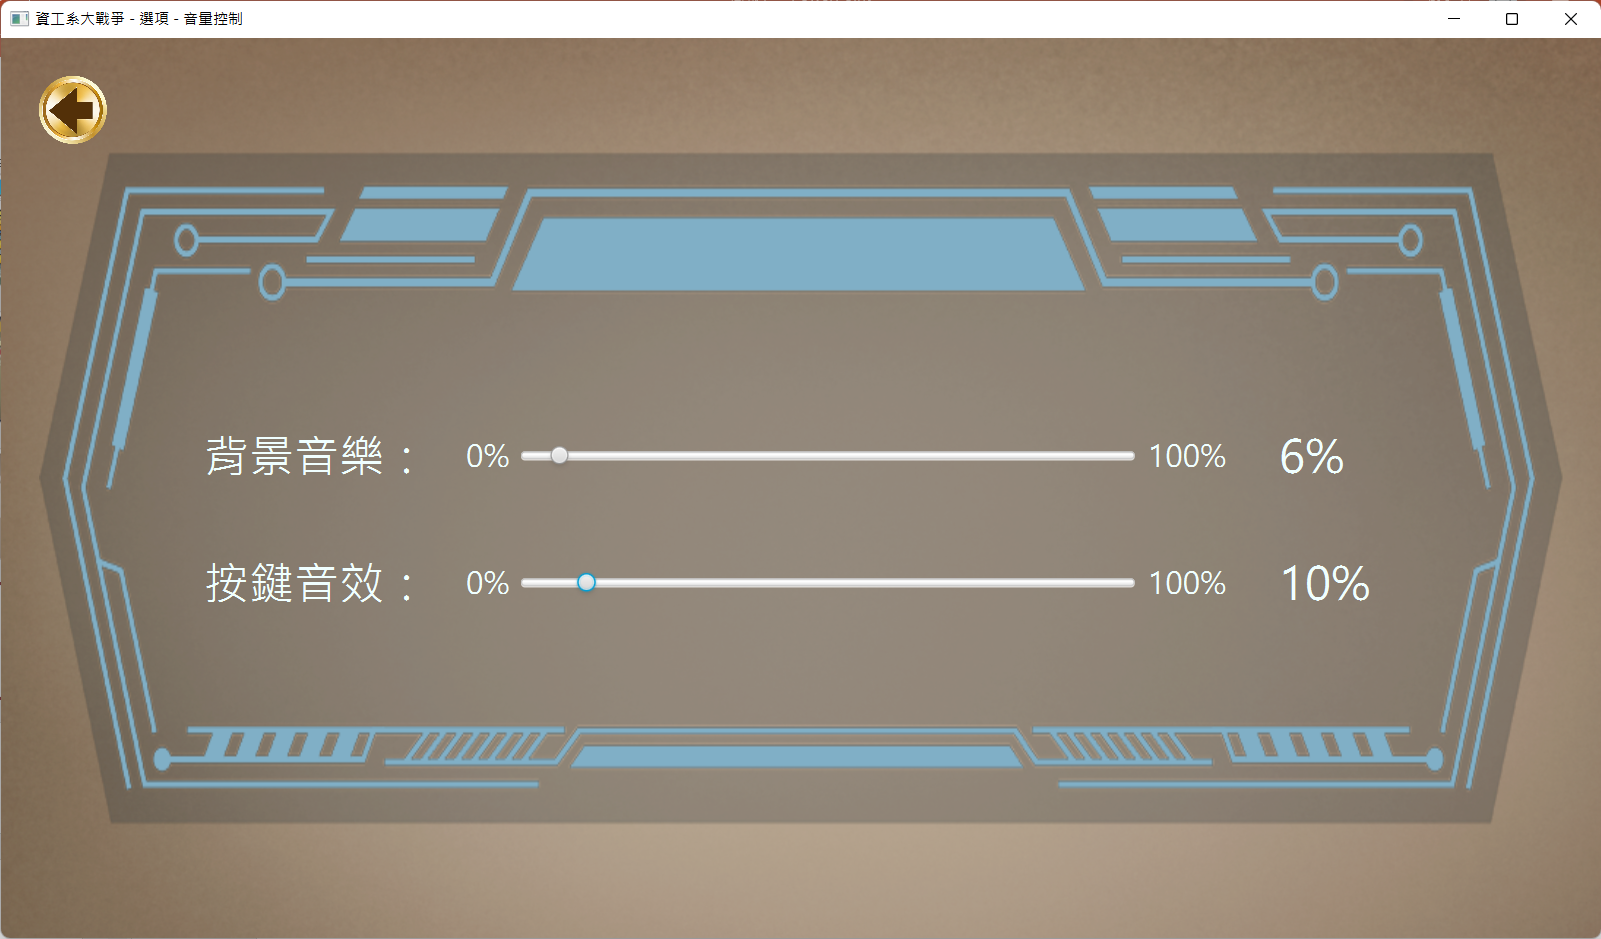 資工系大戰爭 - 選項 - 音量控制
背景音樂： 0% 100% 6%
按鍵音效： 0% 100% 10%